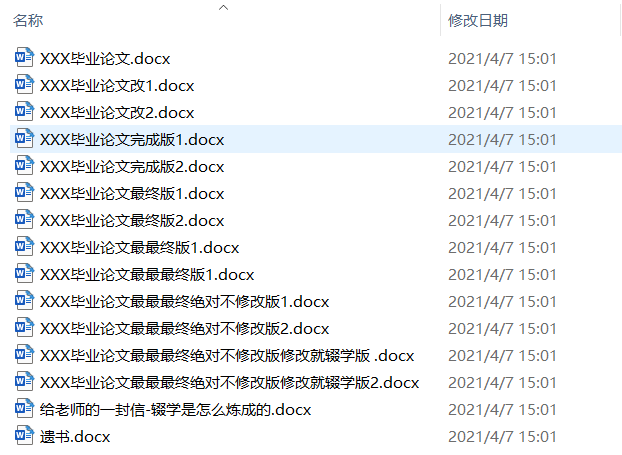 名称 修改日期
XXX毕业论文.docx 2021/4/7 15:01
XXX毕业论文改1.docx 2021/4/7 15:01
XXX毕业论文改2.docx 2021/4/7 15:01
XXX毕业论文完成版1.docx 2021/4/7 15:01
XXX毕业论文完成版2.docx 2021/4/7 15:01
XXX毕业论文最终版1.docx 2021/4/7 15:01
XXX毕业论文最终版2.docx 2021/4/7 15:01
XXX毕业论文最最终版1.docx 2021/4/7 15:01
XXX毕业论文最最最终版1.docx 2021/4/7 15:01
XXX毕业论文最最最终绝对不修改版1.docx 2021/4/7 15:01
XXX毕业论文最最最终绝对不修改版2.docx 2021/4/7 15:01
XXX毕业论文最最最终绝对不修改版修改就辍学版 .docx 2021/4/7 15:01
XXX毕业论文最最最终绝对不修改版修改就辍学版2.docx 2021/4/7 15:01
给老师的一封信-辍学是怎么炼成的.docx 2021/4/7 15:01
遗书.docx 2021/4/7 15:01